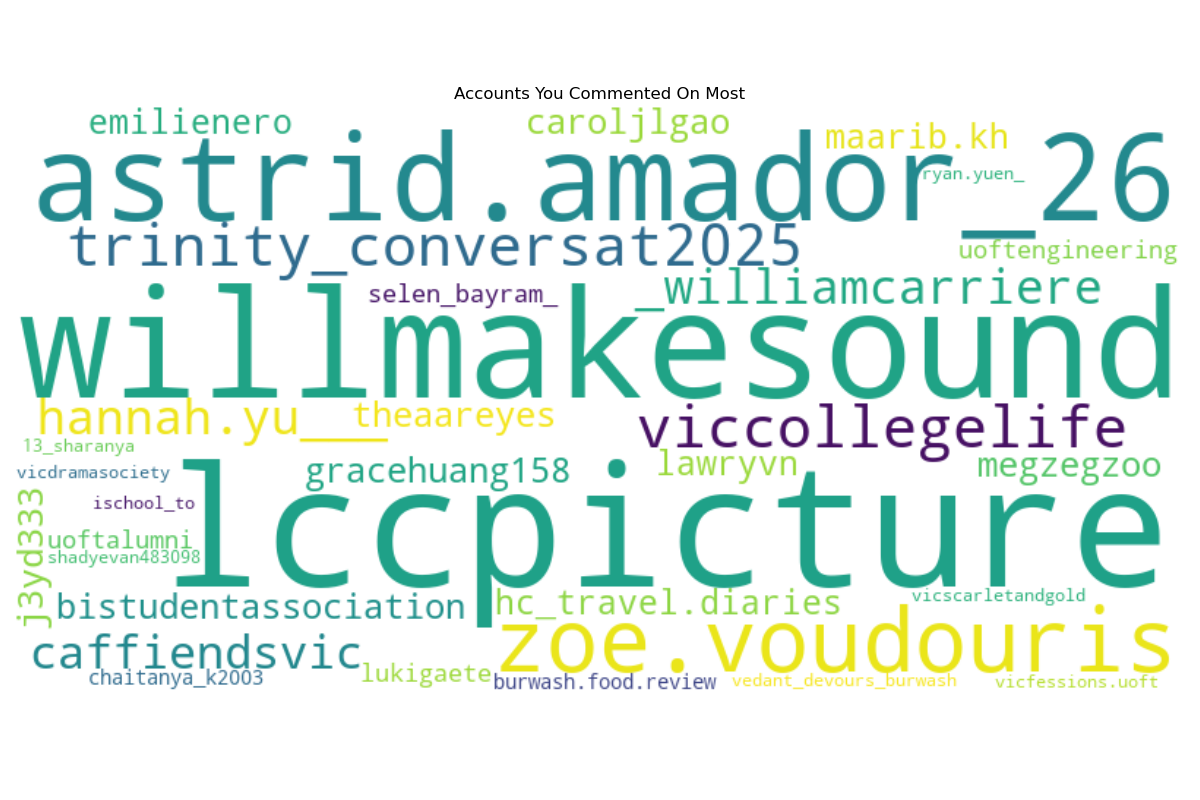 Accounts You Commented On Most
emilienero
caroljlgao
maarib.kh
astrid.amador__26
ryan.yuen_
trinity_conversat2025
uoftengineering
selen_bayram_
_williamcarriere
willmakesound
hannah.yu___
theaareyes
viccollegelife
13_sharanya
vicdramasociety
gracehuang158
lawryvn
megzegzoo
ischool_to
lccpicture
j3yd333
uoftalumni
shadyevan483098
bistudentassociation
hc_travel.diaries
vicscarletandgold
zoe.voudouris
caffiendsvic
chaitanya_k2003
lukigaete
burwash.food.review
vedant_devours_burwash
vicfessions.uoft